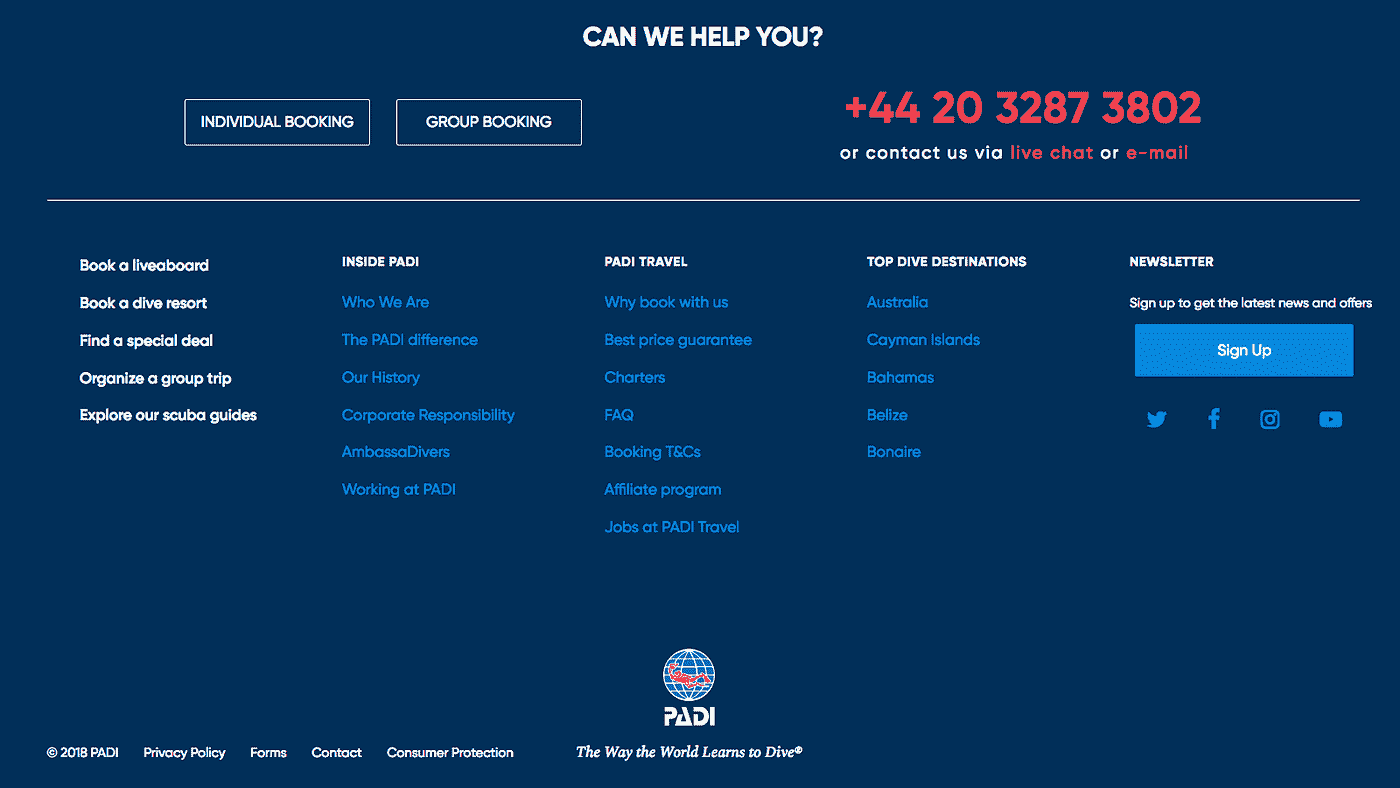 CAN WE HELP YOU?
INDIVIDUAL BOOKING
GROUP BOOKING
+44 20 3287 3802
or contact us via live chat or e-mail
Book a liveaboard
Book a dive resort
Find a special deal
Organize a group trip
Explore our scuba guides
INSIDE PADI
Who We Are
The PADI difference
Our History
Corporate Responsibility
AmbassaDivers
Working at PADI
PADI TRAVEL
Why book with us
Best price guarantee
Charters
FAQ
Booking T&Cs
Affiliate program
Jobs at PADI Travel
TOP DIVE DESTINATIONS
Australia
Cayman Islands
Bahamas
Belize
Bonaire
NEWSLETTER
Sign up to get the latest news and offers
Sign Up
PADI
© 2018 PADI Privacy Policy Forms Contact Consumer Protection
The Way the World Learns to Dive®